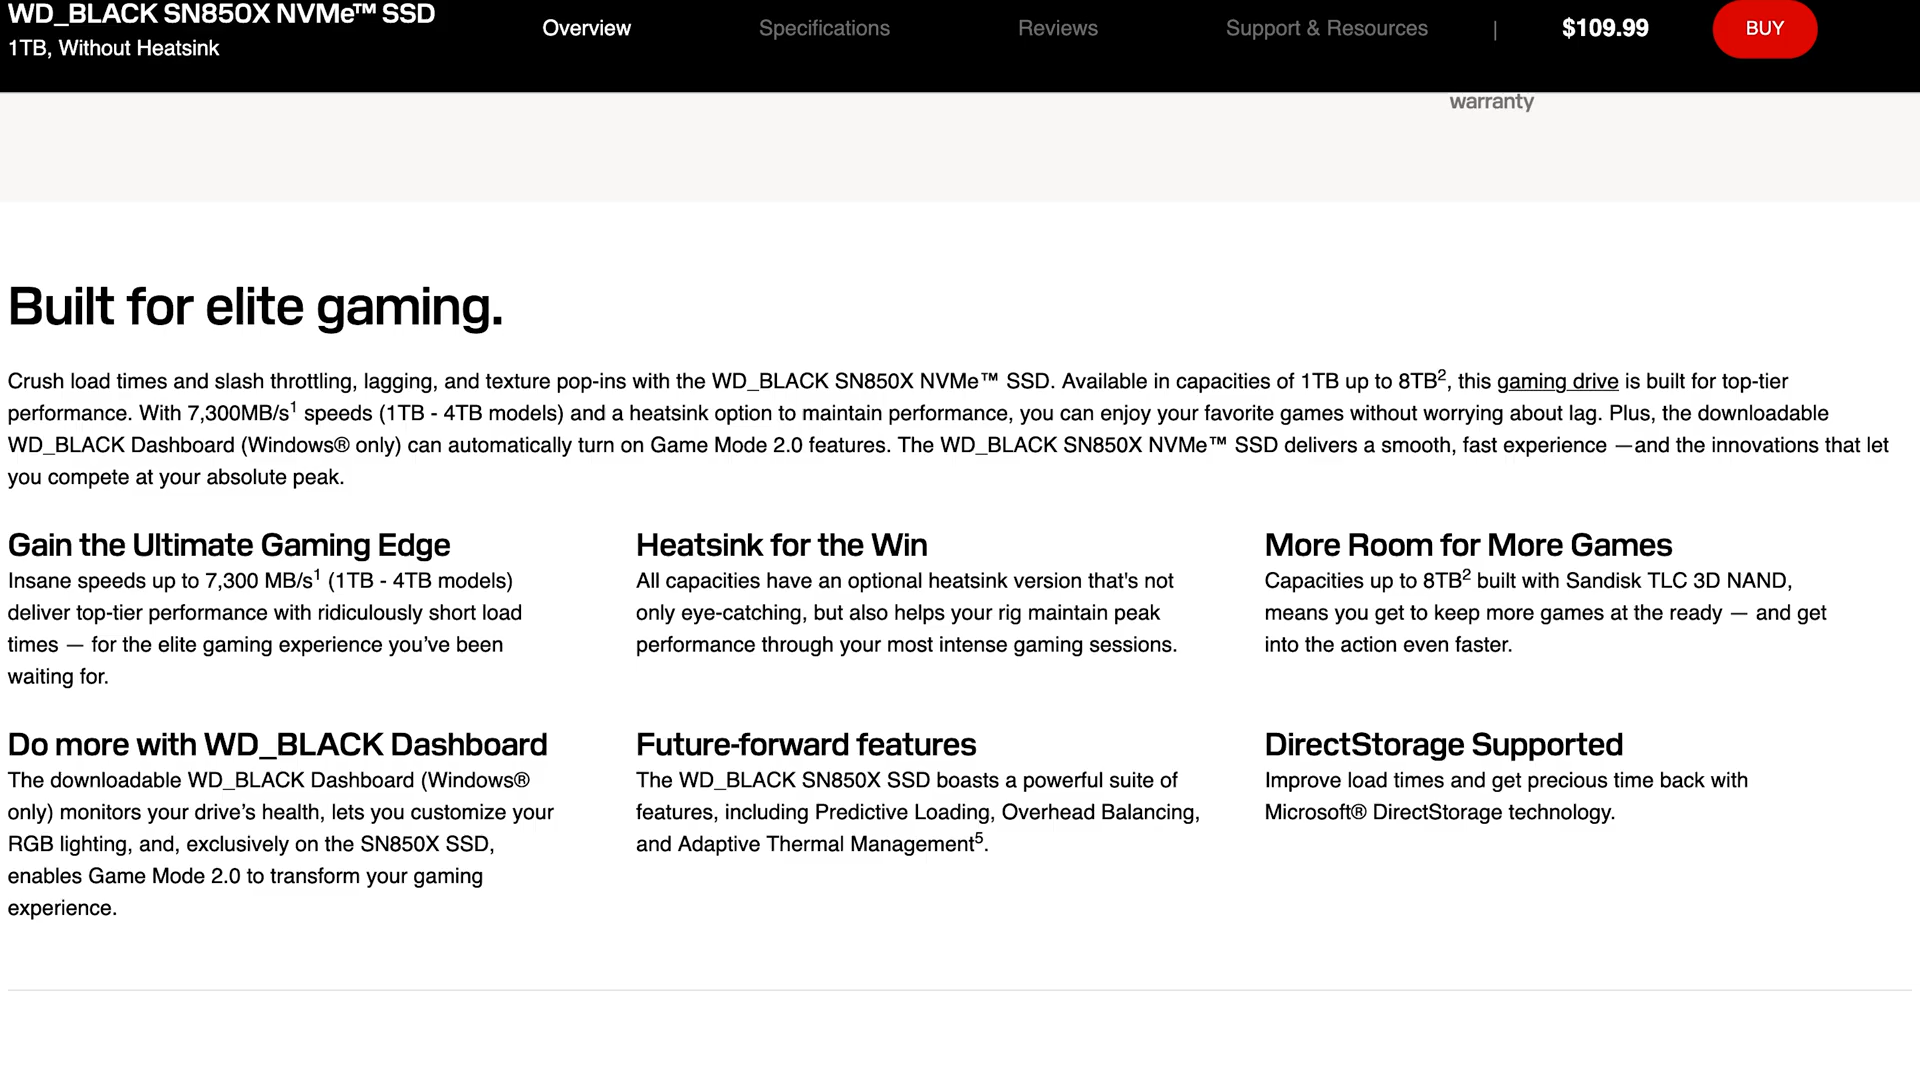 WD_BLACK SN850X NVMe™ SSD
1TB, Without Heatsink
Overview
Specifications
Reviews
Support & Resources
|
$109.99
BUY
warranty
Built for elite gaming.
Crush load times and slash throttling, lagging, and texture pop-ins with the WD_BLACK SN850X NVMe™ SSD. Available in capacities of 1TB up to 8TB², this gaming drive is built for top-tier
performance. With 7,300MB/s¹ speeds (1TB - 4TB models) and a heatsink option to maintain performance, you can enjoy your favorite games without worrying about lag. Plus, the downloadable
WD_BLACK Dashboard (Windows® only) can automatically turn on Game Mode 2.0 features. The WD_BLACK SN850X NVMe™ SSD delivers a smooth, fast experience —and the innovations that let
you compete at your absolute peak.
Gain the Ultimate Gaming Edge
Insane speeds up to 7,300 MB/s¹ (1TB - 4TB models)
deliver top-tier performance with ridiculously short load
times — for the elite gaming experience you’ve been
waiting for.
Heatsink for the Win
All capacities have an optional heatsink version that's not
only eye-catching, but also helps your rig maintain peak
performance through your most intense gaming sessions.
More Room for More Games
Capacities up to 8TB² built with Sandisk TLC 3D NAND,
means you get to keep more games at the ready — and get
into the action even faster.
Do more with WD_BLACK Dashboard
The downloadable WD_BLACK Dashboard (Windows®
only) monitors your drive’s health, lets you customize your
RGB lighting, and, exclusively on the SN850X SSD,
enables Game Mode 2.0 to transform your gaming
experience.
Future-forward features
The WD_BLACK SN850X SSD boasts a powerful suite of
features, including Predictive Loading, Overhead Balancing,
and Adaptive Thermal Management⁵.
DirectStorage Supported
Improve load times and get precious time back with
Microsoft® DirectStorage technology.